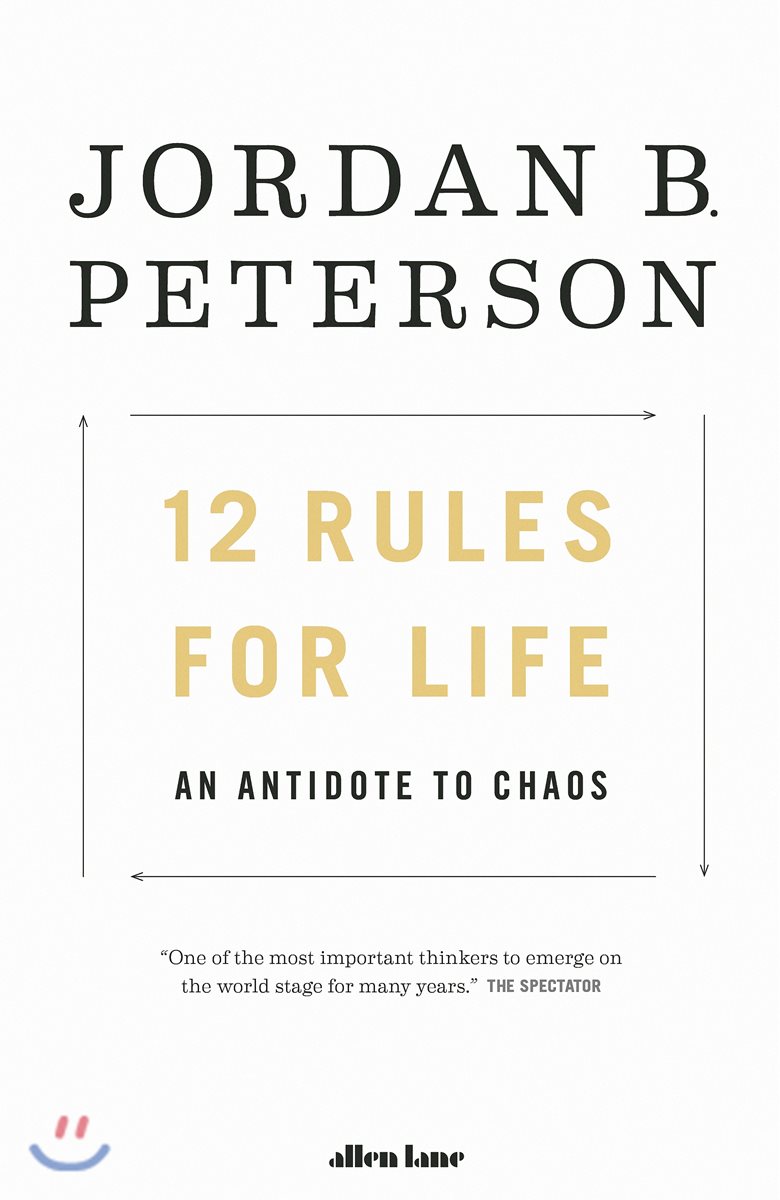 JORDAN B.
PETERSON
12 RULES
FOR LIFE
AN ANTIDOTE TO CHAOS
“One of the most important thinkers to emerge on
the world stage for many years.” THE SPECTATOR
allen lane